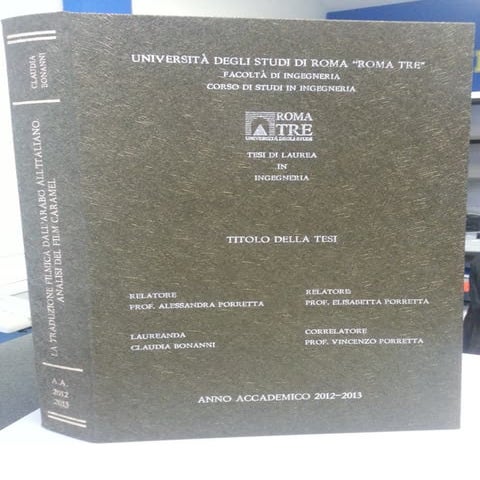 CLAUDIA
BONANNI
LA TRADUZIONE FILMICA DALL'ARABO ALL'ITALIANO
ANALISI DEL FILM CARAMEL
A.A.
2012
2013
UNIVERSITÀ DEGLI STUDI DI ROMA "ROMA TRE"
FACOLTÀ DI INGEGNERIA
CORSO DI STUDI IN INGEGNERIA
ROMA
TRE
UNIVERSITÀ DEGLI STUDI
TESI DI LAUREA
IN
INGEGNERIA
TITOLO DELLA TESI
RELATORE
PROF. ALESSANDRA PORRETTA
RELATORE
PROF. ELISABETTA PORRETTA
LAUREANDA
CLAUDIA BONANNI
CORRELATORE
PROF. VINCENZO PORRETTA
ANNO ACCADEMICO 2012-2013